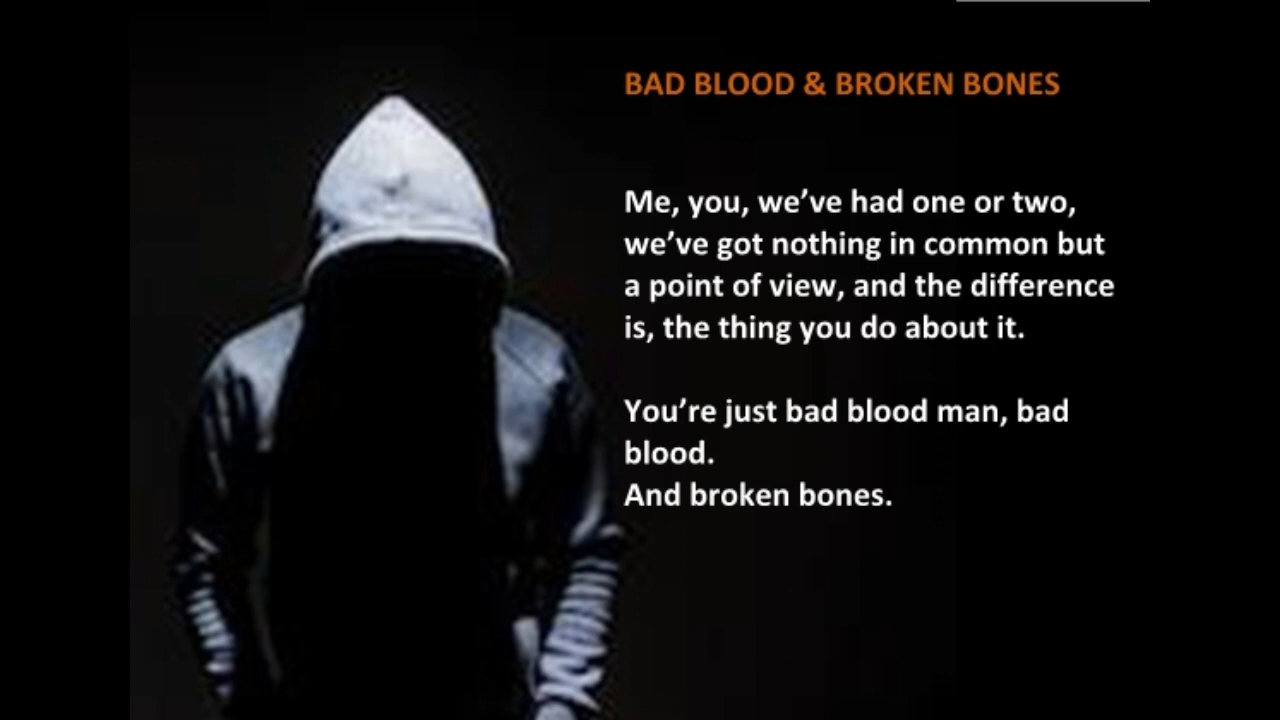 BAD BLOOD & BROKEN BONES
Me, you, we’ve had one or two,
we’ve got nothing in common but
a point of view, and the difference
is, the thing you do about it.
You’re just bad blood man, bad
blood.
And broken bones.